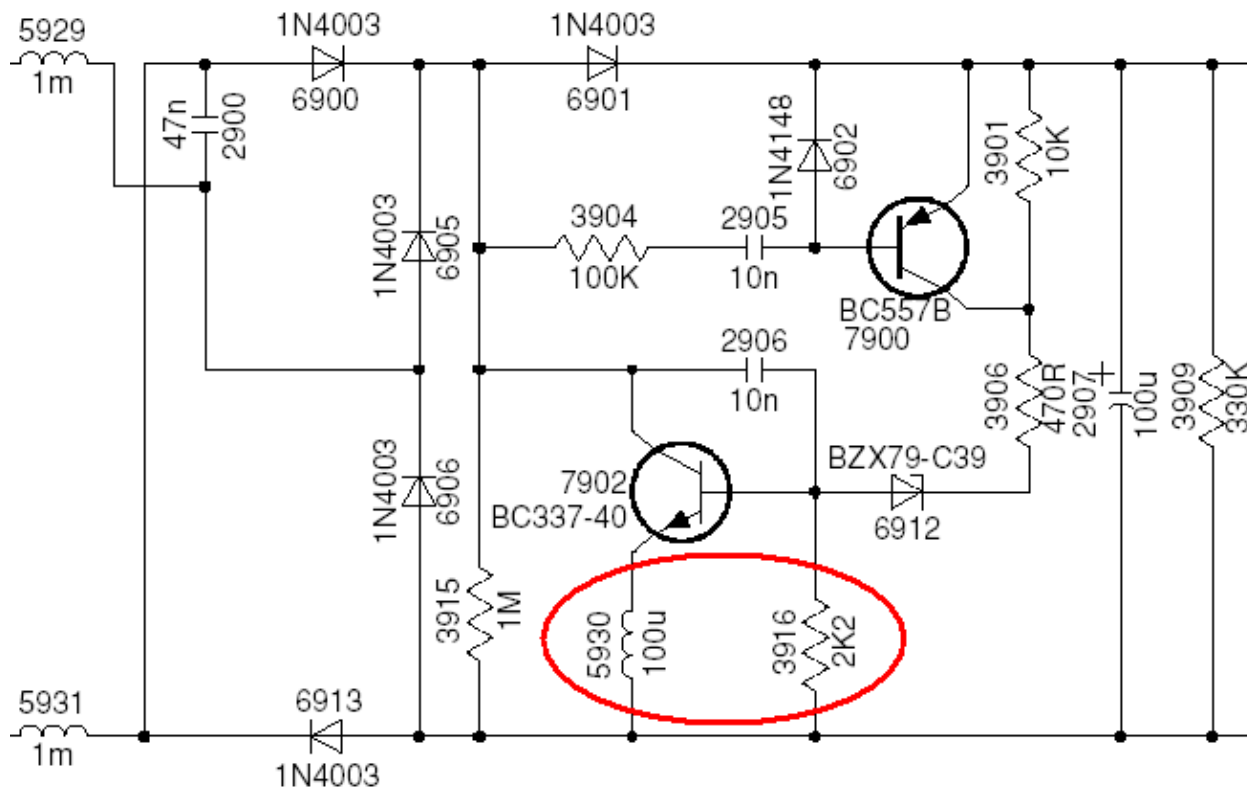 5929
1m
1N4003
6900
1N4003
6901
47n
2900
1N4148
6902
3901
10K
1N4003
6905
3904
100K
2905
10n
BC557B
7900
2906
10n
3906
470R
2907
+
100u
3909
330K
1N4003
6906
7902
BC337-40
BZX79-C39
6912
3915
1M
5930
100u
3916
2K2
5931
1m
6913
1N4003